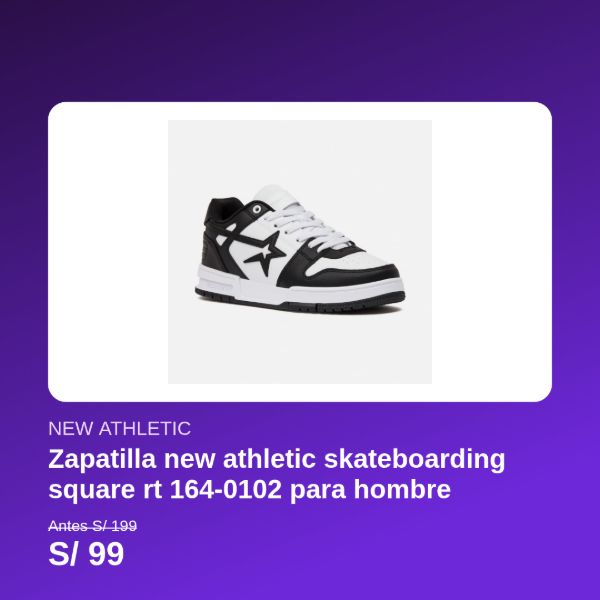 NEW ATHLETIC
Zapatilla new athletic skateboarding
square rt 164-0102 para hombre
Antes S/ 199
S/ 99